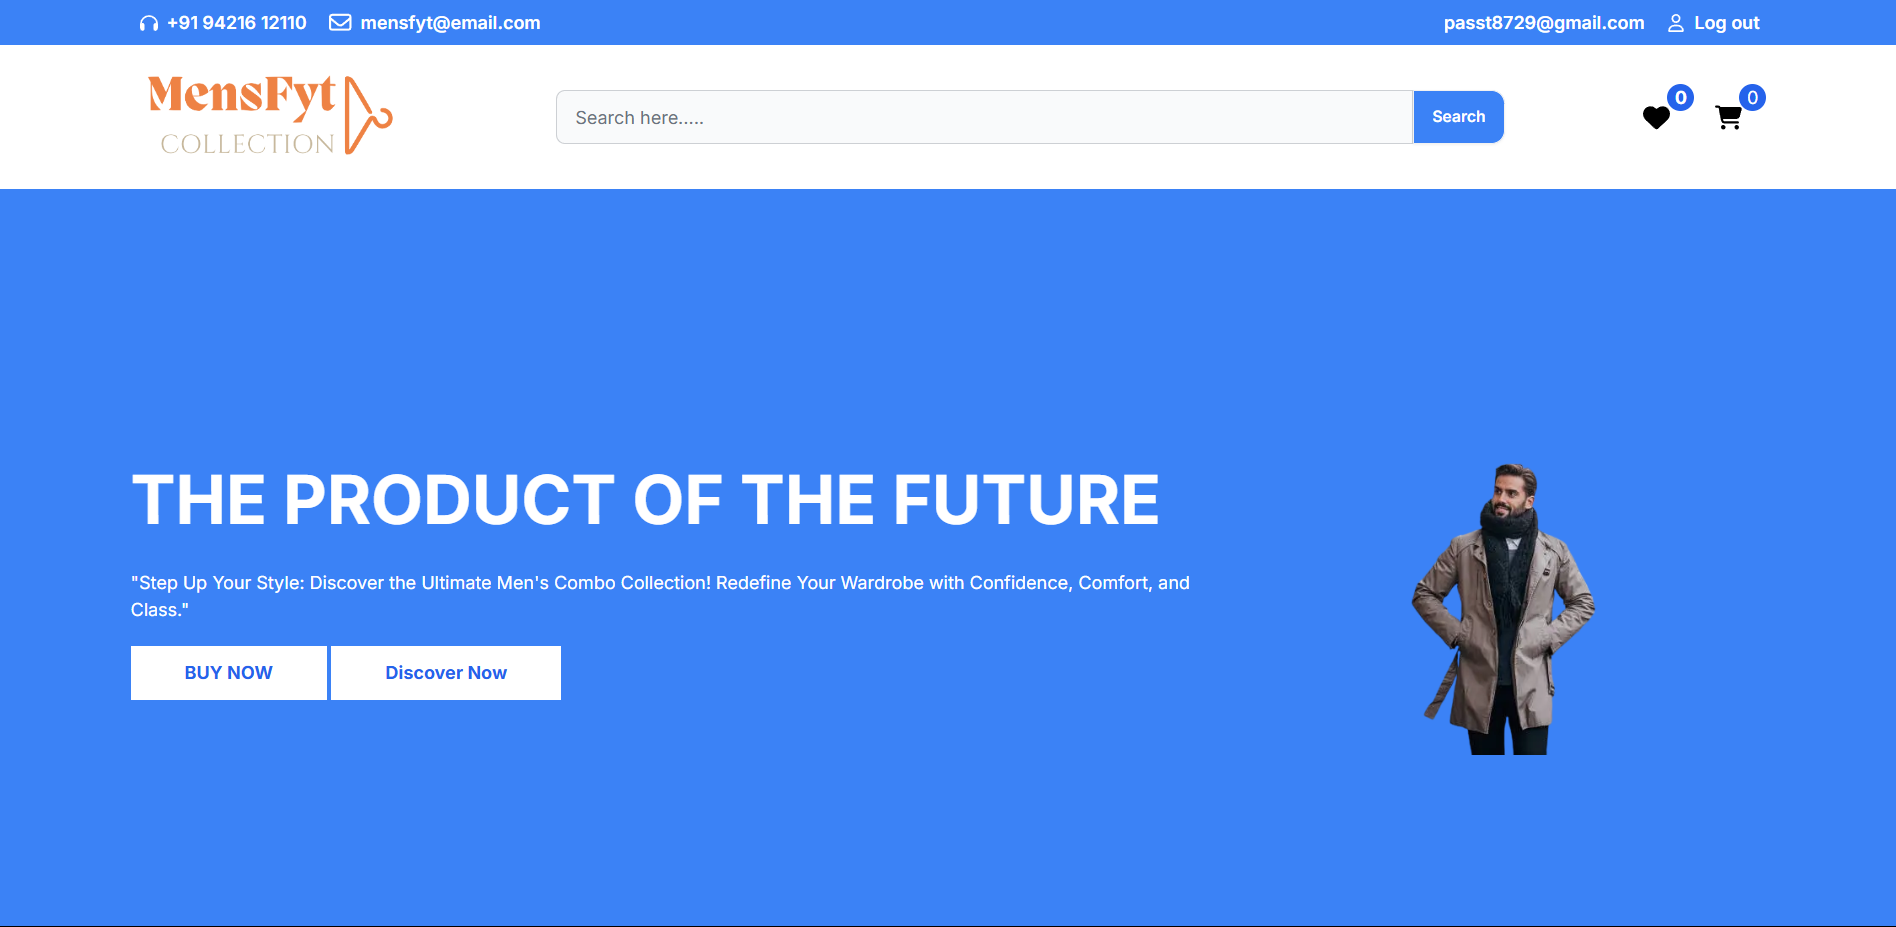 +91 94216 12110 mensfyt@email.com passt8729@gmail.com Log out
MensFyt
COLLECTION
Search here..... Search
0 0
THE PRODUCT OF THE FUTURE
"Step Up Your Style: Discover the Ultimate Men's Combo Collection! Redefine Your Wardrobe with Confidence, Comfort, and
Class."
BUY NOW Discover Now